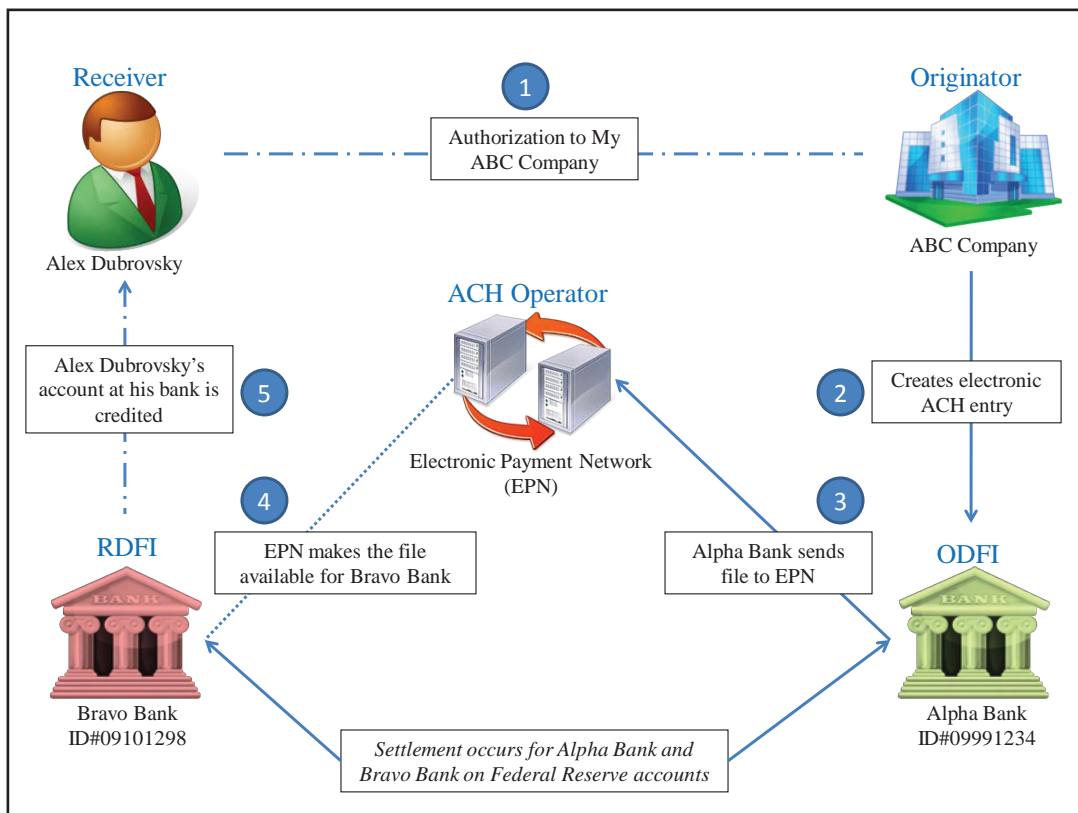 Receiver
1
Originator
Authorization to My
ABC Company
Alex Dubrovsky
ABC Company
ACH Operator
Alex Dubrovsky's
account at his bank is
credited
5
2
Creates electronic
ACH entry
Electronic Payment Network
(EPN)
4
3
RDFI
EPN makes the file
available for Bravo Bank
Alpha Bank sends
file to EPN
ODFI
BANK
BANK
Bravo Bank
ID#09101298
Alpha Bank
ID#09991234
Settlement occurs for Alpha Bank and
Bravo Bank on Federal Reserve accounts